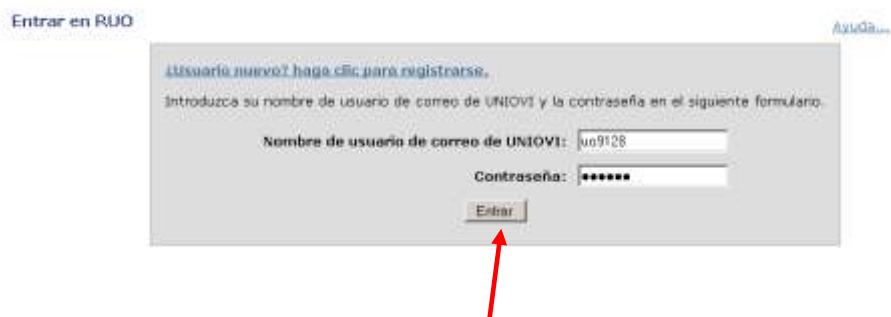 Entrar en RUO
Ayuda...
¿Usuario nuevo? haga clic para registrarse.
Introduzca su nombre de usuario de correo de UNIOVI y la contraseña en el siguiente formulario.
Nombre de usuario de correo de UNIOVI: uo9128
Contraseña: ••••••
Entrar